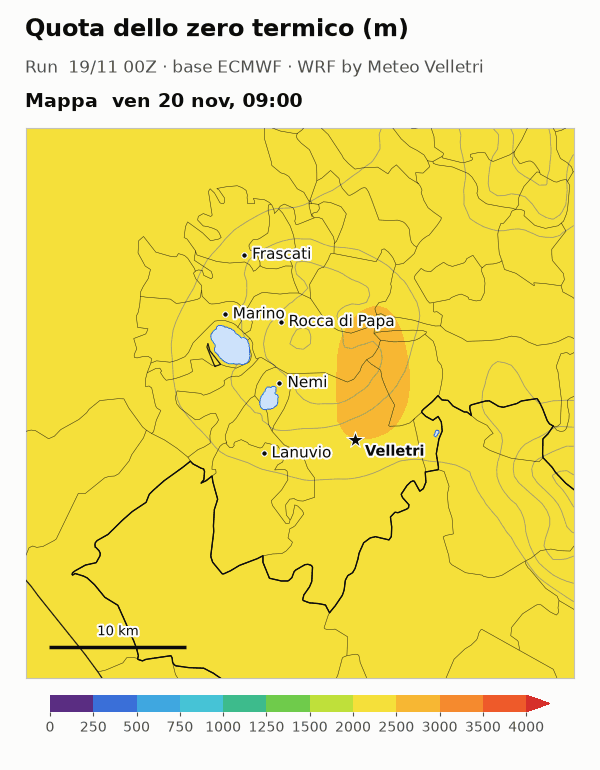 Quota dello zero termico (m)
Run 19/11 00Z · base ECMWF · WRF by Meteo Velletri
Mappa ven 20 nov, 09:00
Frascati
Marino
Rocca di Papa
Nemi
Velletri
Lanuvio
10 km
0 250 500 750 1000 1250 1500 2000 2500 3000 3500 4000